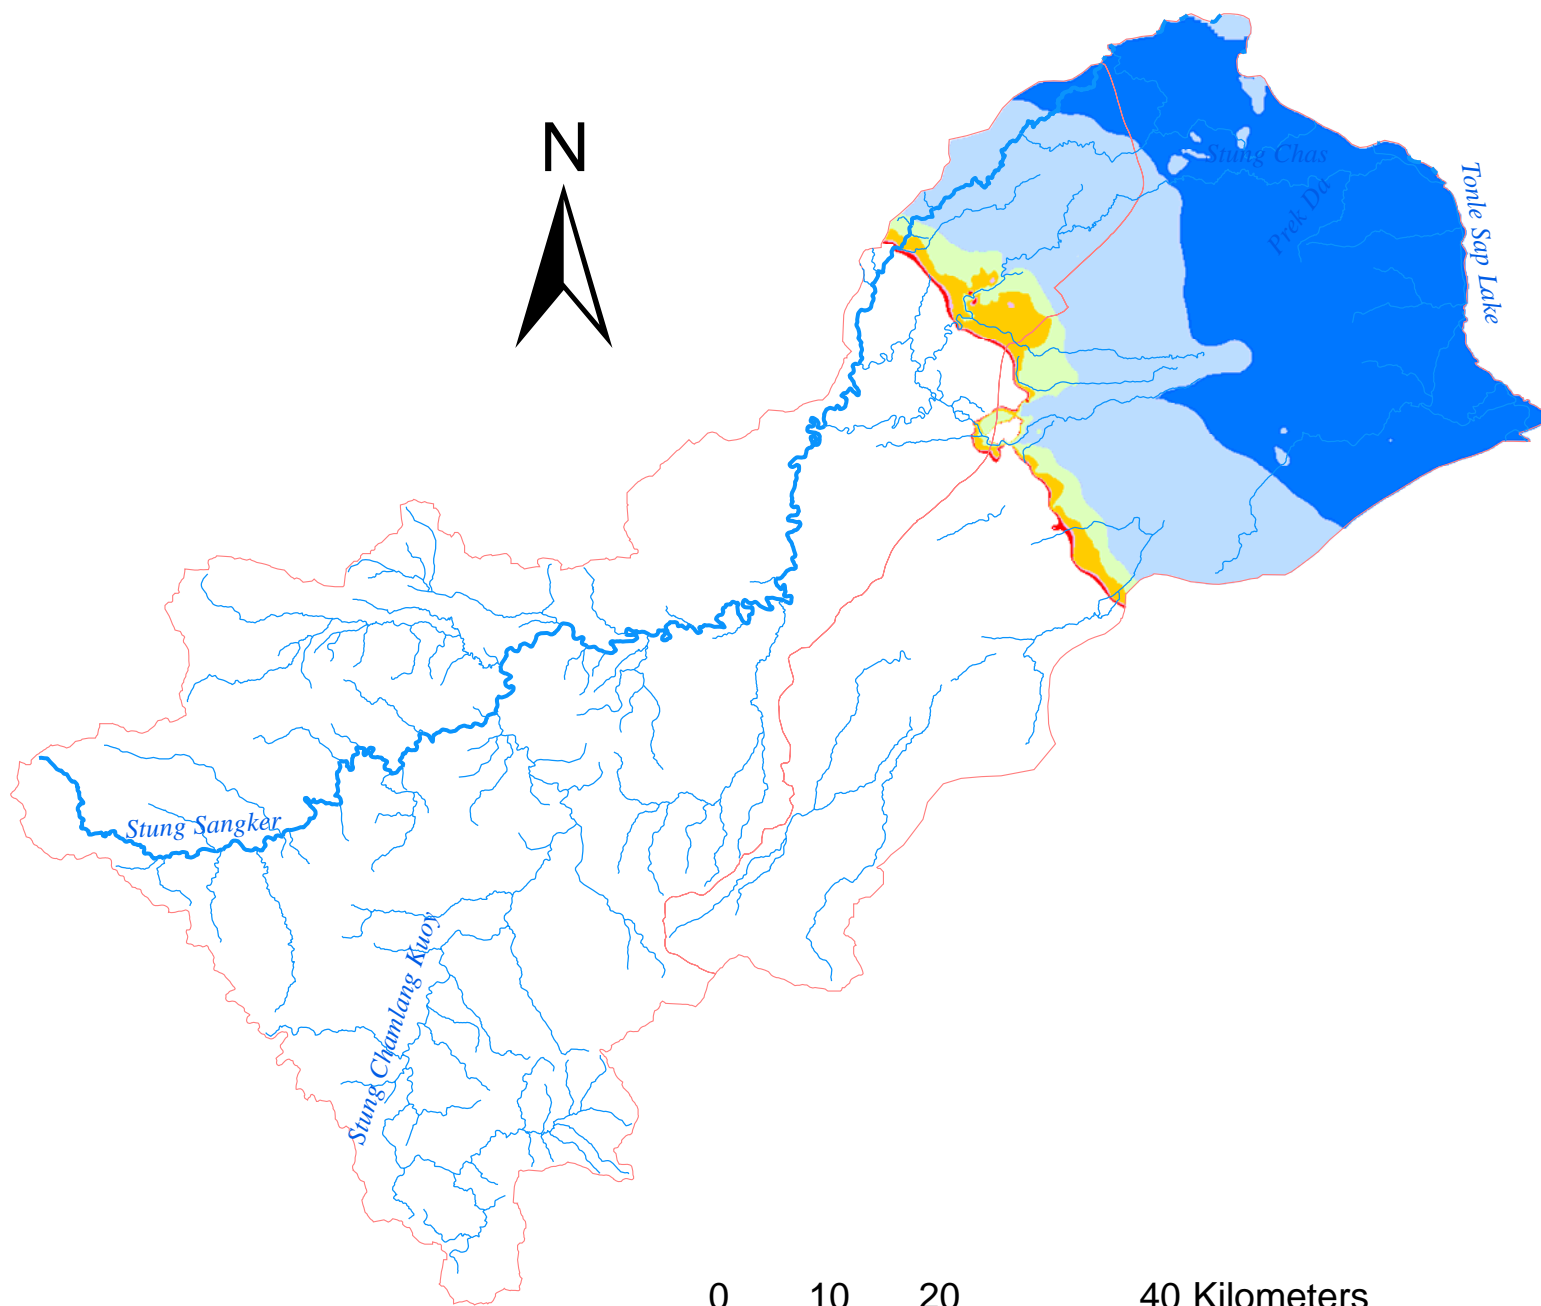 N
Stung Chas
Prek Da
Tonle Sap Lake
Stung Sangker
Stung Chamlang Kuoy
0 10 20 40 Kilometers